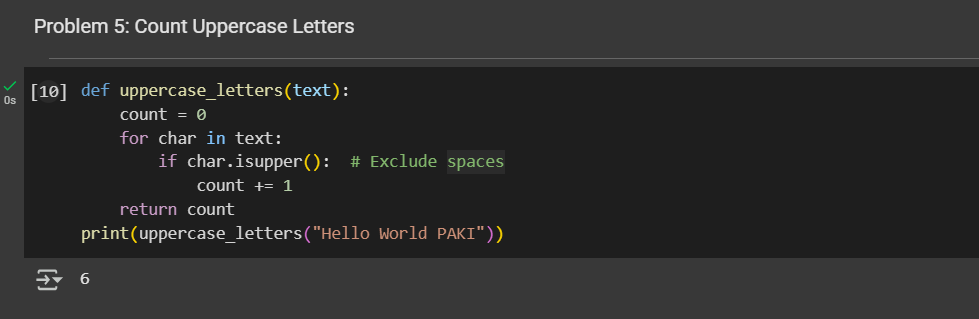 Problem 5: Count Uppercase Letters
[10] def uppercase_letters(text):
0s
        count = 0
        for char in text:
            if char.isupper():  # Exclude spaces
                count += 1
        return count
    print(uppercase_letters("Hello World PAKI"))
6